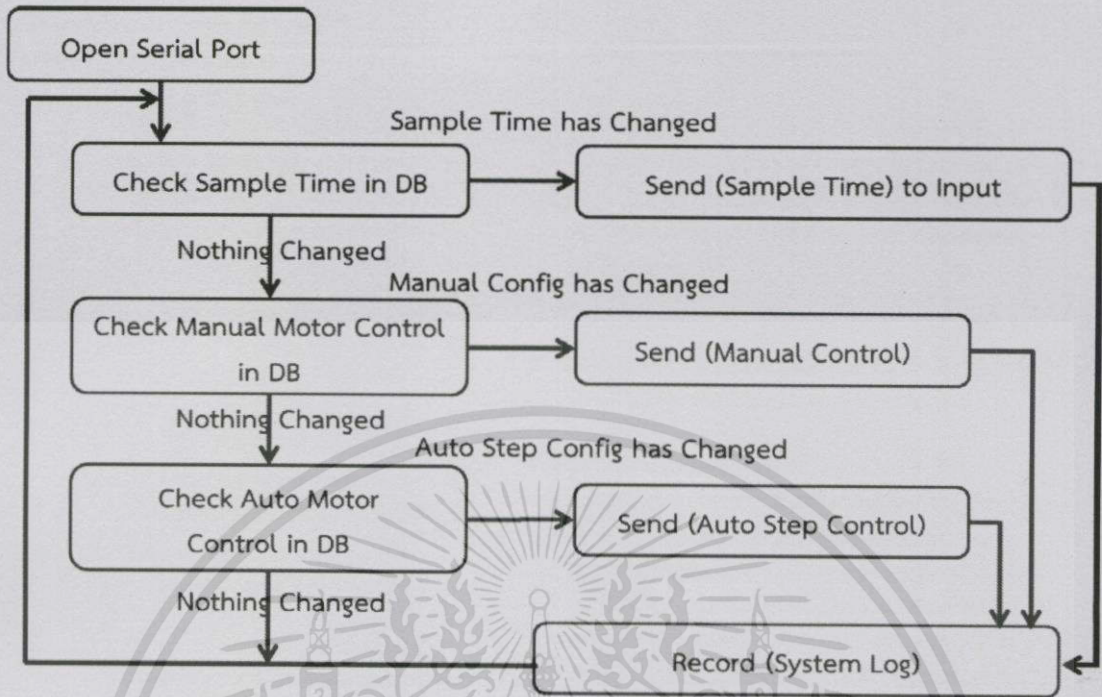 Open Serial Port
Sample Time has Changed
Check Sample Time in DB
Send (Sample Time) to Input
Nothing Changed
Manual Config has Changed
Check Manual Motor Control
in DB
Send (Manual Control)
Nothing Changed
Auto Step Config has Changed
Check Auto Motor
Control in DB
Send (Auto Step Control)
Nothing Changed
Record (System Log)